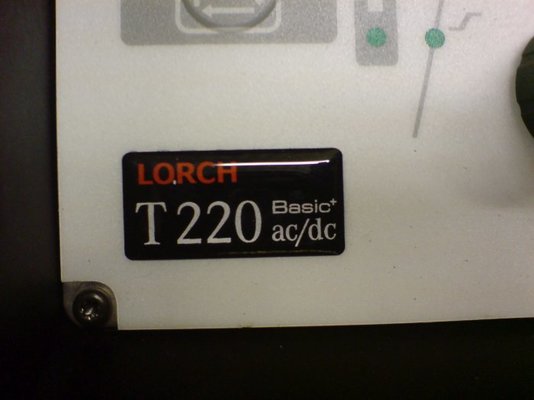 LORCH
T 220 Basic+
ac/dc